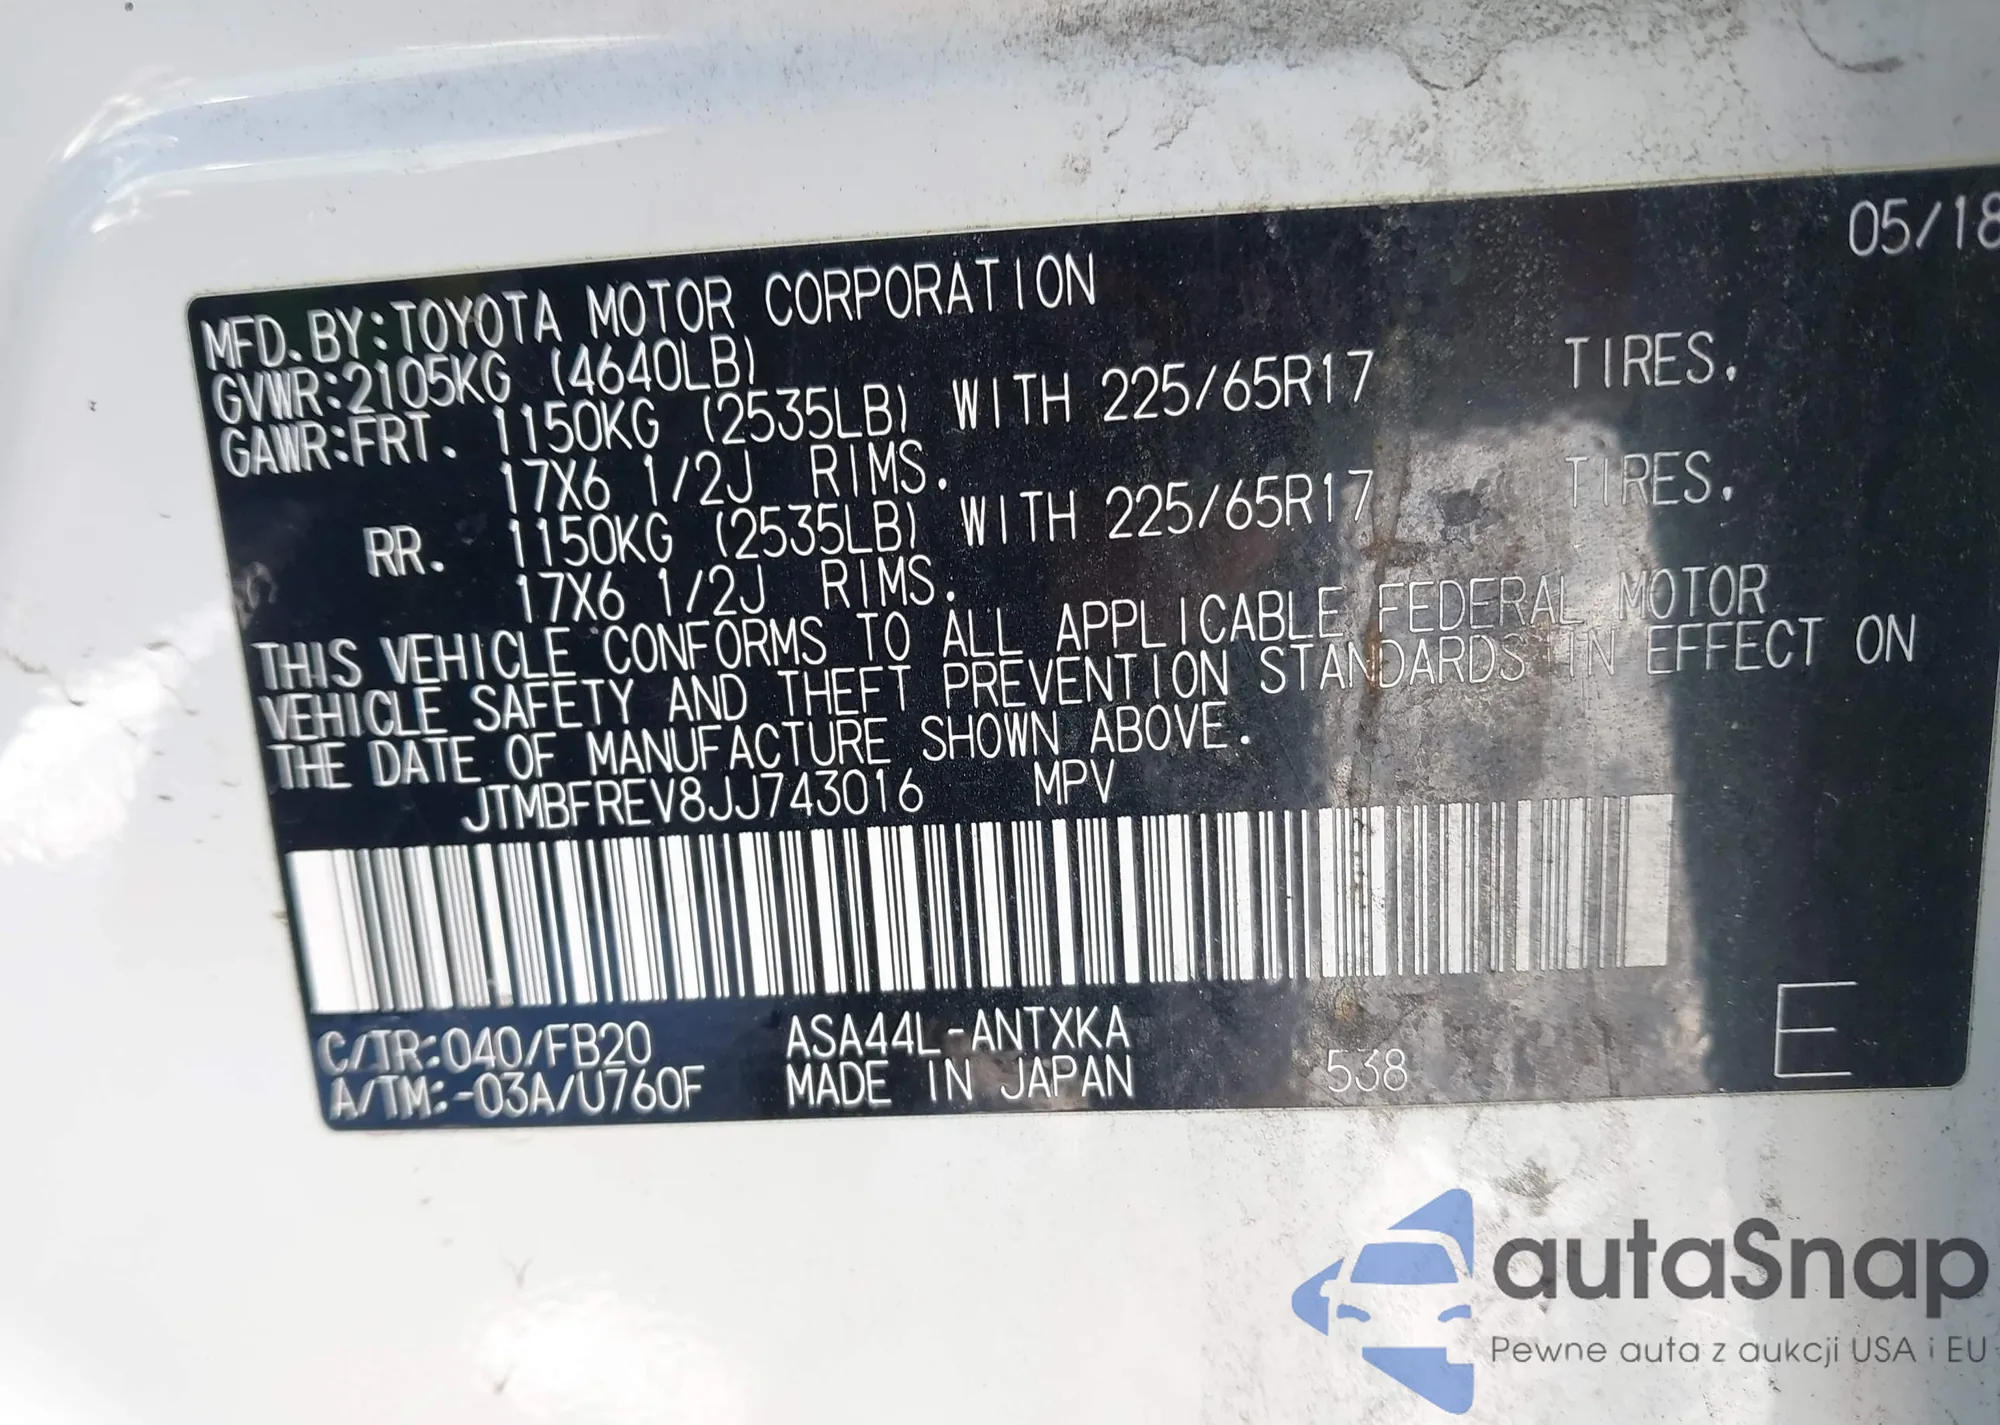 05/18
MFD. BY:TOYOTA MOTOR CORPORATION
GVWR:2105KG (4640LB)
GAWR:FRT. 1150KG (2535LB) WITH 225/65R17 TIRES,
17X6 1/2J RIMS.
RR. 1150KG (2535LB) WITH 225/65R17 TIRES,
17X6 1/2J RIMS.
THIS VEHICLE CONFORMS TO ALL APPLICABLE FEDERAL MOTOR
VEHICLE SAFETY AND THEFT PREVENTION STANDARDS IN EFFECT ON
THE DATE OF MANUFACTURE SHOWN ABOVE.
JTMBFREV8JJ743016 MPV
C/TR:040/FB20 ASA44L-ANTXKA
A/TM:-03A/U760F MADE IN JAPAN 538 E
autaSnap
Pewne auta z aukcji USA i EU